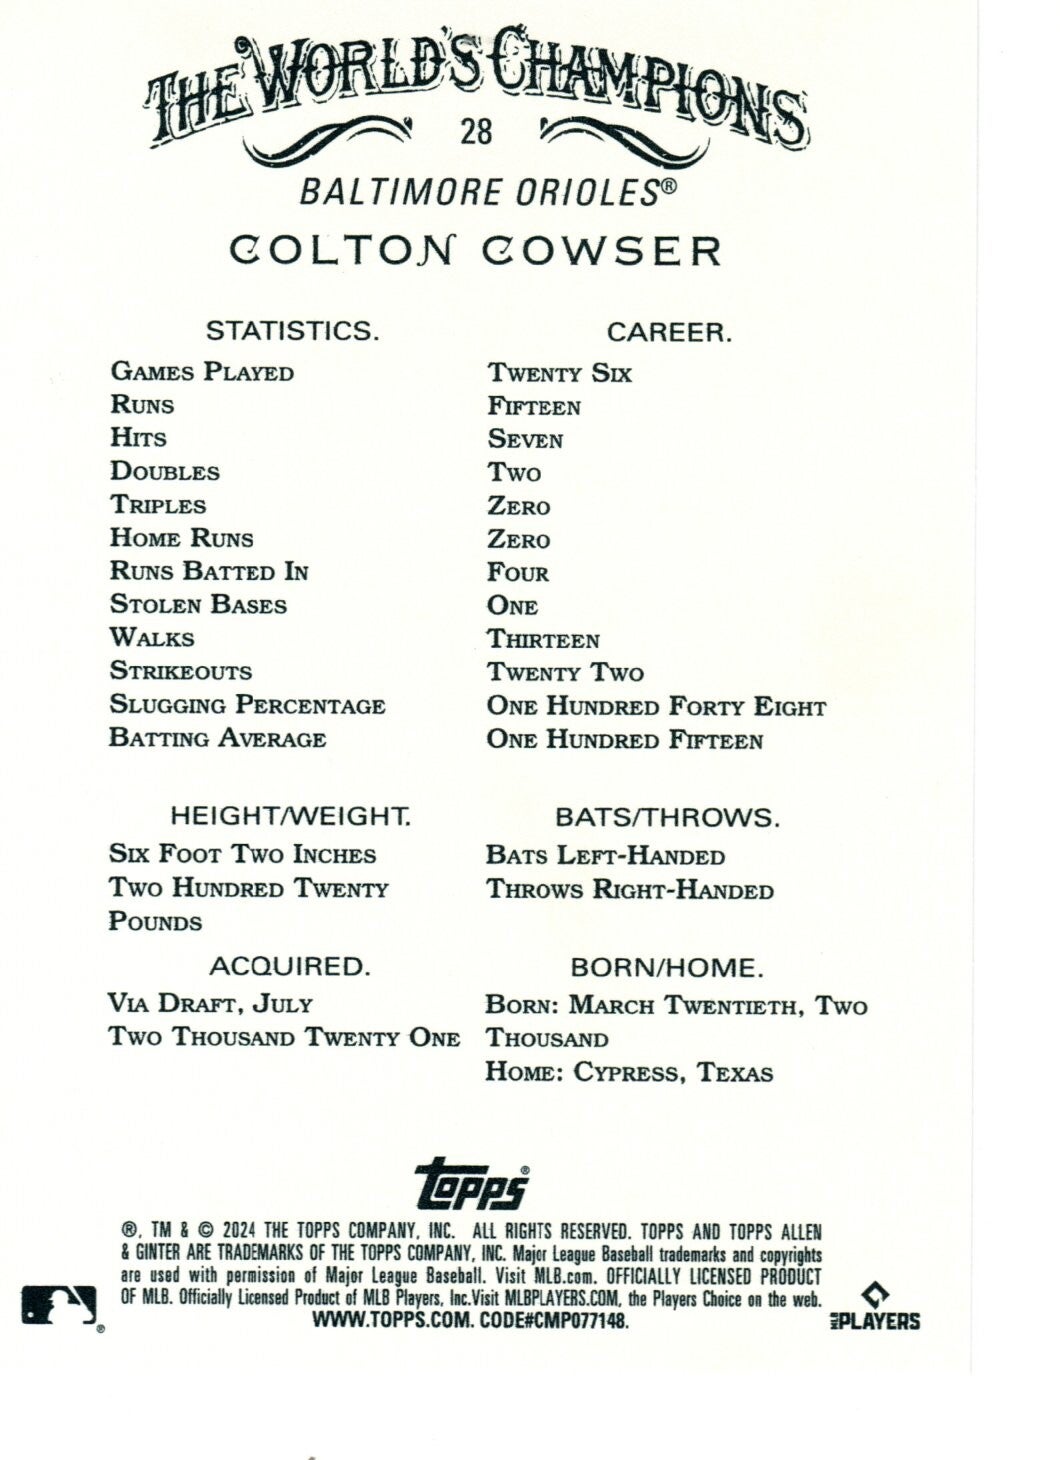 THE WORLD'S CHAMPIONS
28
BALTIMORE ORIOLES®
COLTON COWSER
STATISTICS. CAREER.
GAMES PLAYED TWENTY SIX
RUNS FIFTEEN
HITS SEVEN
DOUBLES TWO
TRIPLES ZERO
HOME RUNS ZERO
RUNS BATTED IN FOUR
STOLEN BASES ONE
WALKS THIRTEEN
STRIKEOUTS TWENTY TWO
SLUGGING PERCENTAGE ONE HUNDRED FORTY EIGHT
BATTING AVERAGE ONE HUNDRED FIFTEEN
HEIGHT/WEIGHT.
SIX FOOT TWO INCHES
TWO HUNDRED TWENTY
POUNDS
BATS/THROWS.
BATS LEFT-HANDED
THROWS RIGHT-HANDED
ACQUIRED.
VIA DRAFT, JULY
TWO THOUSAND TWENTY ONE
BORN/HOME.
BORN: MARCH TWENTIETH, TWO
THOUSAND
HOME: CYPRESS, TEXAS
Topps®
®, TM & © 2024 THE TOPPS COMPANY, INC. ALL RIGHTS RESERVED. TOPPS AND TOPPS ALLEN
& GINTER ARE TRADEMARKS OF THE TOPPS COMPANY, INC. Major League Baseball trademarks and copyrights
are used with permission of Major League Baseball. Visit MLB.com. OFFICIALLY LICENSED PRODUCT
OF MLB. Officially Licensed Product of MLB Players, Inc.Visit MLBPLAYERS.COM, the Players Choice on the web.
WWW.TOPPS.COM. CODE#CMP077148.
®
MLB PLAYERS